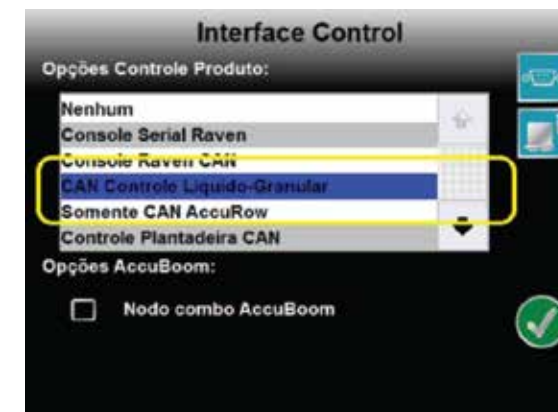 Interface Control
Opções Controle Produto:
Nenhum
Console Serial Raven
Console Raven CAN
CAN Controle Liquido-Granular
Somente CAN AccuRow
Controle Plantadeira CAN
Opções AccuBoom:
Nodo combo AccuBoom